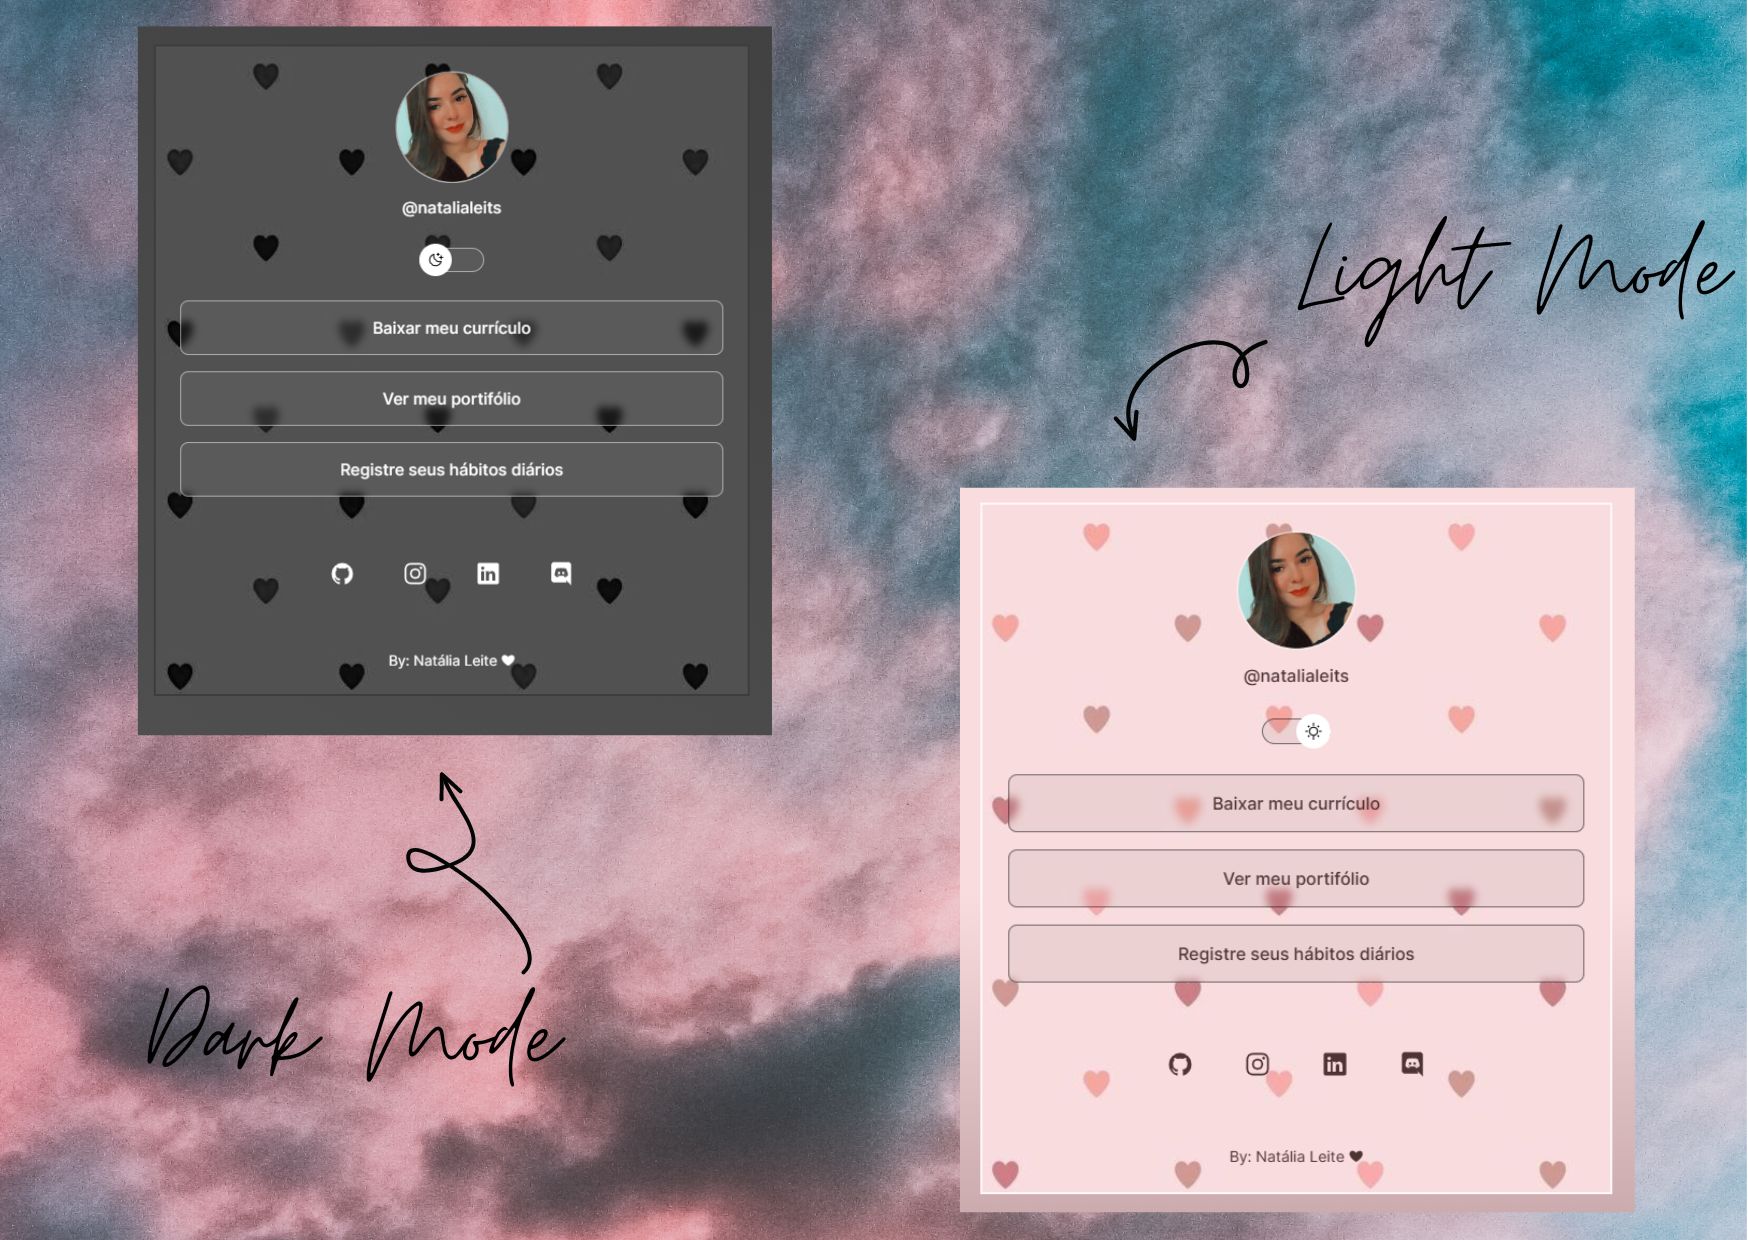 @natalialeits
Baixar meu currículo
Ver meu portifólio
Registre seus hábitos diários
By: Natália Leite
Dark Mode
Light Mode
@natalialeits
Baixar meu currículo
Ver meu portifólio
Registre seus hábitos diários
By: Natália Leite